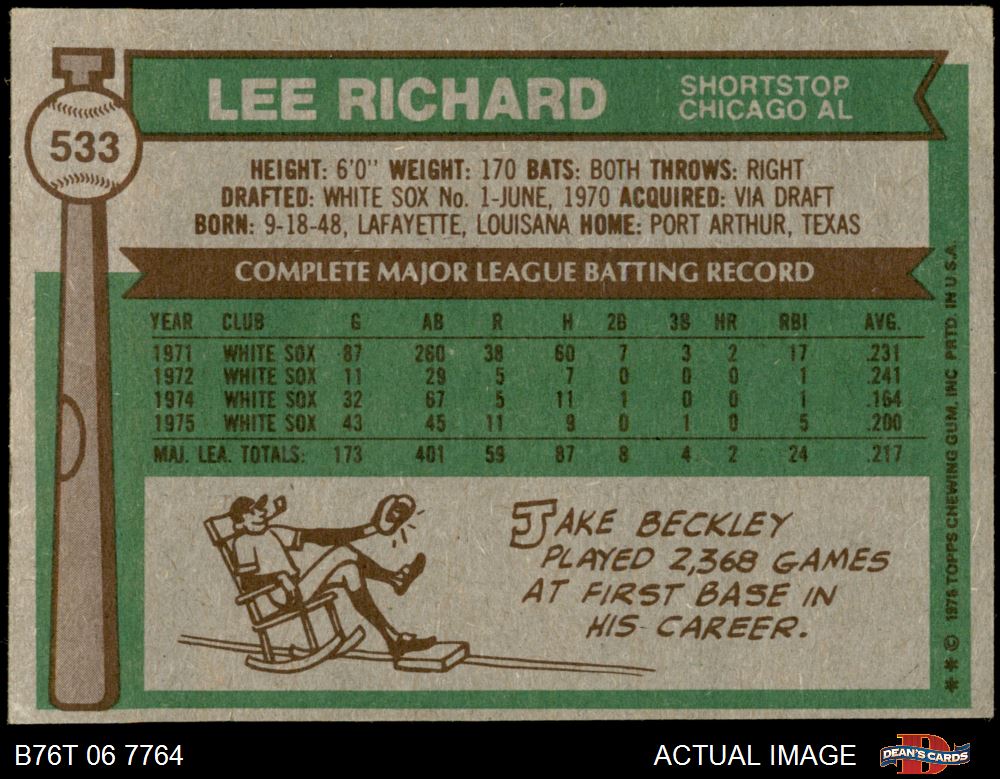 533
LEE RICHARD
SHORTSTOP
CHICAGO AL
HEIGHT: 6'0" WEIGHT: 170 BATS: BOTH THROWS: RIGHT
DRAFTED: WHITE SOX No. 1-JUNE, 1970 ACQUIRED: VIA DRAFT
BORN: 9-18-48, LAFAYETTE, LOUISIANA HOME: PORT ARTHUR, TEXAS
COMPLETE MAJOR LEAGUE BATTING RECORD
YEAR CLUB G AB R H 2B 3B HR RBI AVG.
1971 WHITE SOX 87 260 38 60 7 3 2 17 .231
1972 WHITE SOX 11 29 5 7 0 0 0 1 .241
1974 WHITE SOX 32 67 5 11 1 0 0 1 .164
1975 WHITE SOX 43 45 11 9 0 1 0 5 .200
MAJ. LEA. TOTALS: 173 401 59 87 8 4 2 24 .217
JAKE BECKLEY
PLAYED 2,368 GAMES
AT FIRST BASE IN
HIS CAREER.
** © 1976 TOPPS CHEWING GUM, INC PRTD. IN U.S.A.
B76T 06 7764
ACTUAL IMAGE
DEAN'S CARDS